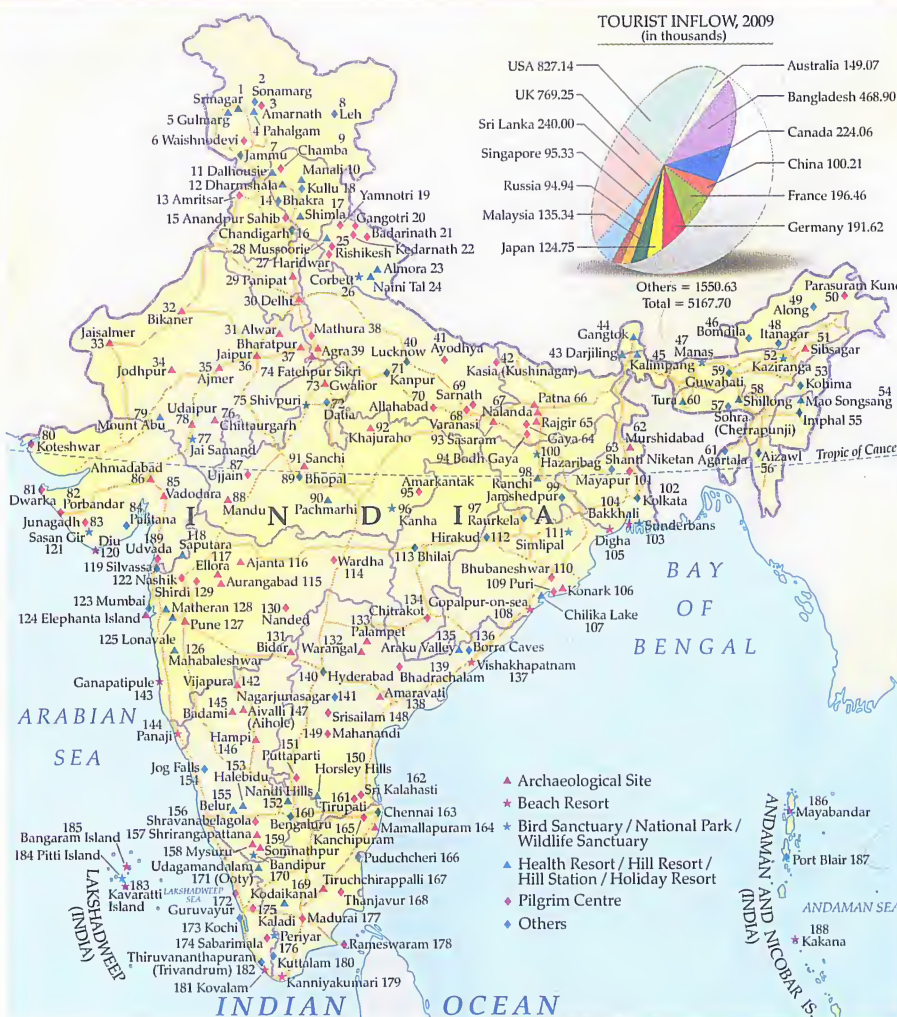 TOURIST INFLOW, 2009
(in thousands)
USA 827.14
UK 769.25
Sri Lanka 240.00
Singapore 95.33
Russia 94.94
Malaysia 135.34
Japan 124.75
Australia 149.07
Bangladesh 468.90
Canada 224.06
China 100.21
France 196.46
Germany 191.62
Others = 1550.63
Total = 5167.70
1 Srinagar
2 Sonamarg
3 Amarnath
4 Pahalgam
5 Gulmarg
6 Waishnodevi
7 Jammu
8 Leh
9 Chamba
Manali 10
11 Dalhousie
12 Dharmshala
13 Amritsar
14 Bhakra
15 Anandpur Sahib
Chandigarh 16
17 Shimla
Kullu 18
Yamnotri 19
Gangotri 20
Badarinath 21
Kedarnath 22
Almora 23
Naini Tal 24
25 Rishikesh
Corbett 26
27 Haridwar
28 Mussoorie
29 Panipat
30 Delhi
31 Alwar
32 Bikaner
Jaisalmer 33
34 Jodhpur
35 Ajmer
Jaipur 36
Bharatpur 37
Mathura 38
Agra 39
40 Lucknow
41 Ayodhya
42 Kasia (Kushinagar)
43 Darjiling
44 Gangtok
45 Kalimpang
46 Bomdila
47 Manas
48 Itanagar
49 Along
Parasuram Kund
50
51 Sibsagar
52 Kaziranga
53 Kohima
54 Mao Songsang
Imphal 55
56 Aizawl
57 Sohra (Cherrapunji)
58 Shillong
59 Guwahati
Tura 60
61 Agartala
62 Murshidabad
63 Shanti Niketan
Gaya 64
Rajgir 65
Patna 66
67 Nalanda
68 Varanasi
69 Sarnath
70 Allahabad
71 Kanpur
72 Datia
73 Gwalior
74 Fatehpur Sikri
75 Shivpuri
76 Chittaurgarh
77 Jai Samand
Udaipur 78
79 Mount Abu
80 Koteshwar
81 Dwarka
82 Porbandar
Junagadh 83
84 Palitana
85 Vadodara
Ahmadabad 86
87 Ujjain
88 Mandu
89 Bhopal
90 Pachmarhi
91 Sanchi
92 Khajuraho
93 Sasaram
94 Bodh Gaya
Amarkantak 95
96 Kanha
97 Raurkela
98 Ranchi
99 Jamshedpur
100 Hazaribag
Mayapur 101
102 Kolkata
Sunderbans 103
104 Bakkhali
Digha 105
Konark 106
Chilika Lake 107
Gopalpur-on-sea 108
109 Puri
Bhubaneshwar 110
111 Simlipal
Hirakud 112
113 Bhilai
Wardha 114
Aurangabad 115
Ajanta 116
117 Ellora
118 Saputara
119 Silvassa
Diu 120
Sasan Gir 121
122 Nashik
123 Mumbai
124 Elephanta Island
125 Lonavale
126 Mahabaleshwar
Pune 127
Matheran 128
Shirdi 129
130 Nanded
131 Bidar
132 Warangal
133 Palampet
134 Chitrakot
135 Araku Valley
136 Borra Caves
Vishakhapatnam 137
Amaravati 138
139 Bhadrachalam
140 Hyderabad
Nagarjunasagar 141
Vijapura 142
Ganapatipule 143
144 Panaji
145 Badami
Hampi 146
Aivalli 147 (Aihole)
Srisailam 148
149 Mahanandi
150 Horsley Hills
151 Puttaparti
Nandi Hills 152
153 Halebidu
Jog Falls 154
155 Belur
156 Shravanabelagola
157 Shrirangapattana
158 Mysuru
159 Somnathpur
160 Bengaluru
161 Tirupati
162 Sri Kalahasti
Chennai 163
Mamallapuram 164
165 Kanchipuram
Puduchcheri 166
Tiruchchirappalli 167
Thanjavur 168
169 Kodaikanal
Bandipur 170
Udagamandalam
171 (Ooty)
172 Guruvayur
173 Kochi
174 Sabarimala
175 Kaladi
Periyar 176
Madurai 177
Rameswaram 178
Kanniyakumari 179
Kuttalam 180
181 Kovalam
Thiruvananthapuram
(Trivandrum) 182
183 Kavaratti Island
184 Pitti Island
185 Bangaram Island
186 Mayabandar
Port Blair 187
188 Kakana
189 Udvada
Tropic of Cancer
INDIA
BAY OF BENGAL
ARABIAN SEA
LAKSHADWEEP SEA
LAKSHADWEEP (INDIA)
ANDAMAN AND NICOBAR IS. (INDIA)
ANDAMAN SEA
INDIAN OCEAN
Archaeological Site
Beach Resort
Bird Sanctuary / National Park /
Wildlife Sanctuary
Health Resort / Hill Resort /
Hill Station / Holiday Resort
Pilgrim Centre
Others